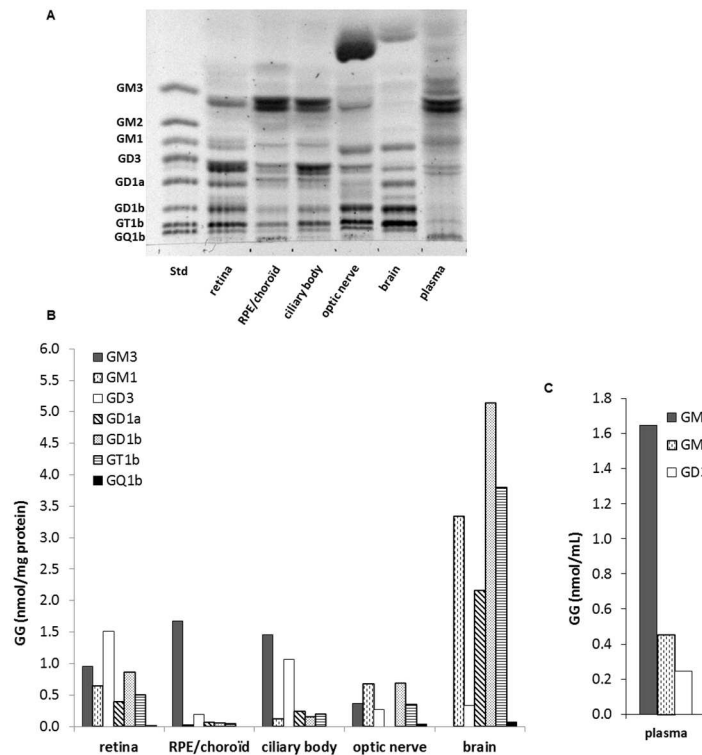 A
GM3
GM2
GM1
GD3
GD1a
GD1b
GT1b
GQ1b
Std
retina
RPE/choroïd
ciliary body
optic nerve
brain
plasma
B
6.0
5.5
5.0
4.5
4.0
3.5
3.0
2.5
2.0
1.5
1.0
0.5
0.0
GG (nmol/mg protein)
GM3
GM1
GD3
GD1a
GD1b
GT1b
GQ1b
retina RPE/choroïd ciliary body optic nerve brain
C
1.8
1.6
1.4
1.2
1.0
0.8
0.6
0.4
0.2
0.0
GG (nmol/mL)
GM
GM
GD3
plasma